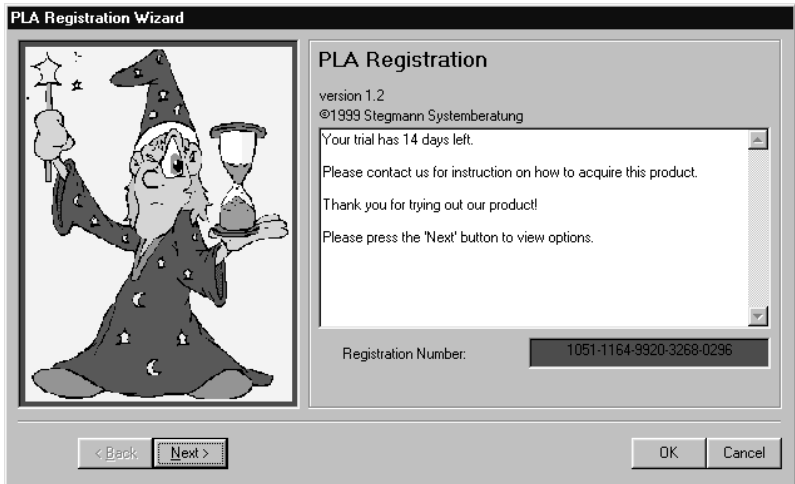 PLA Registration Wizard
PLA Registration
version 1.2
©1999 Stegmann Systemberatung
Your trial has 14 days left.
Please contact us for instruction on how to acquire this product.
Thank you for trying out our product!
Please press the 'Next' button to view options.
Registration Number: 1051-1164-9920-3268-0296
< Back Next > OK Cancel